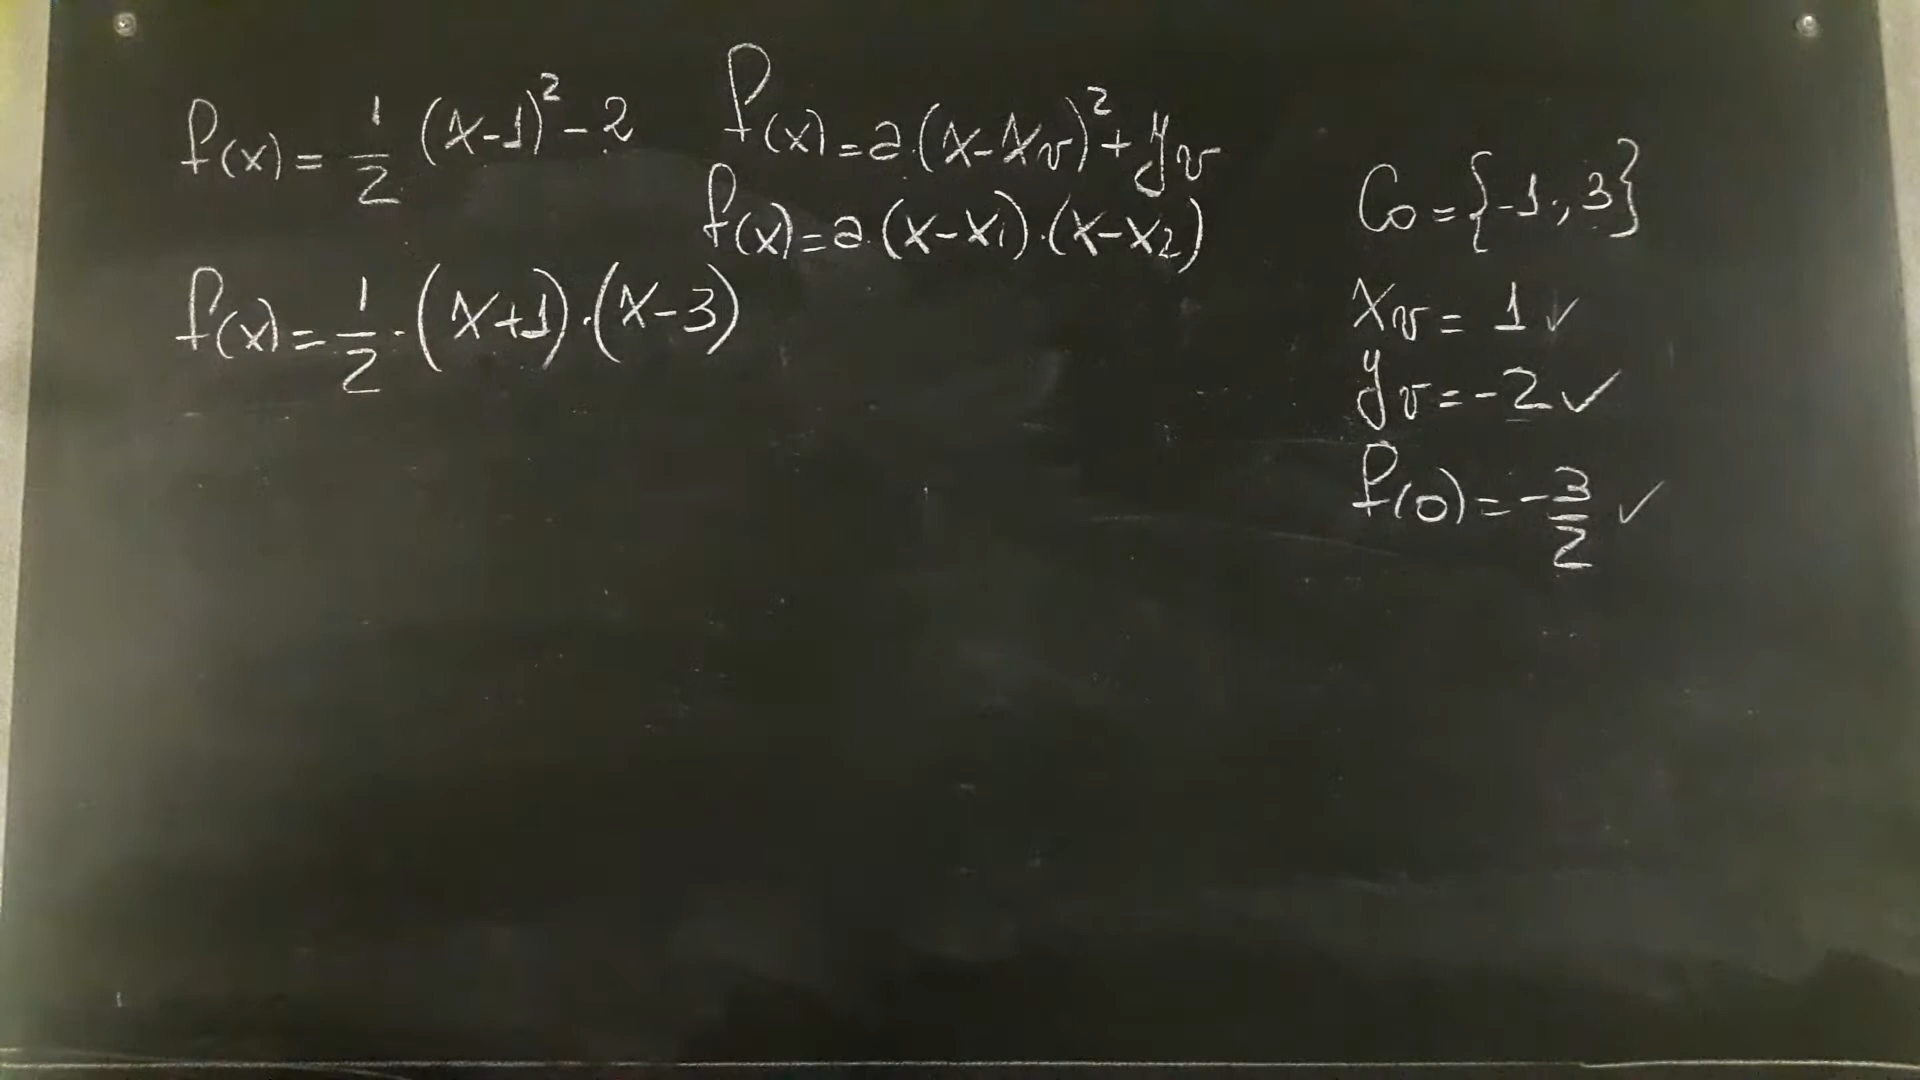 f(x) = 1/2 (x-1)² - 2
f(x) = a.(x-xv)² + yv
f(x) = a.(x-x1).(x-x2)
f(x) = 1/2 . (x+1).(x-3)
C0 = {-1; 3}
xv = 1 ✓
yv = -2 ✓
f(0) = -3/2 ✓